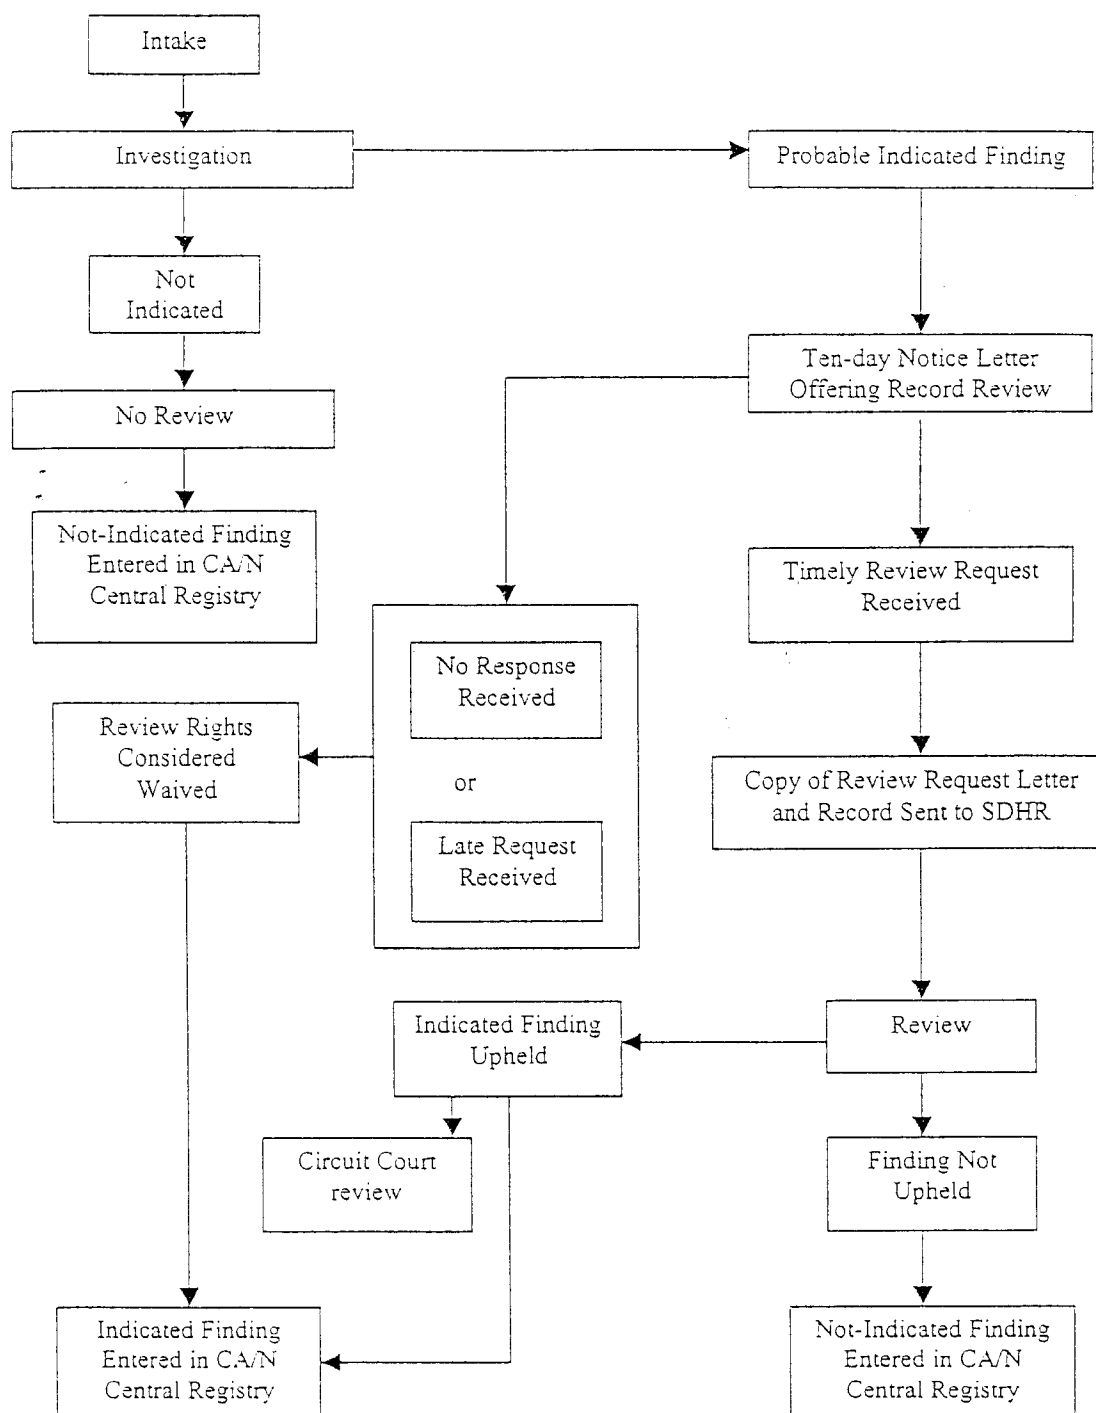 Intake
Investigation
Probable Indicated Finding
Not
Indicated
Ten-day Notice Letter
Offering Record Review
No Review
Not-Indicated Finding
Entered in CA/N
Central Registry
Timely Review Request
Received
No Response
Received
or
Late Request
Received
Review Rights
Considered
Waived
Copy of Review Request Letter
and Record Sent to SDHR
Review
Indicated Finding
Upheld
Circuit Court
review
Finding Not
Upheld
Indicated Finding
Entered in CA/N
Central Registry
Not-Indicated Finding
Entered in CA/N
Central Registry